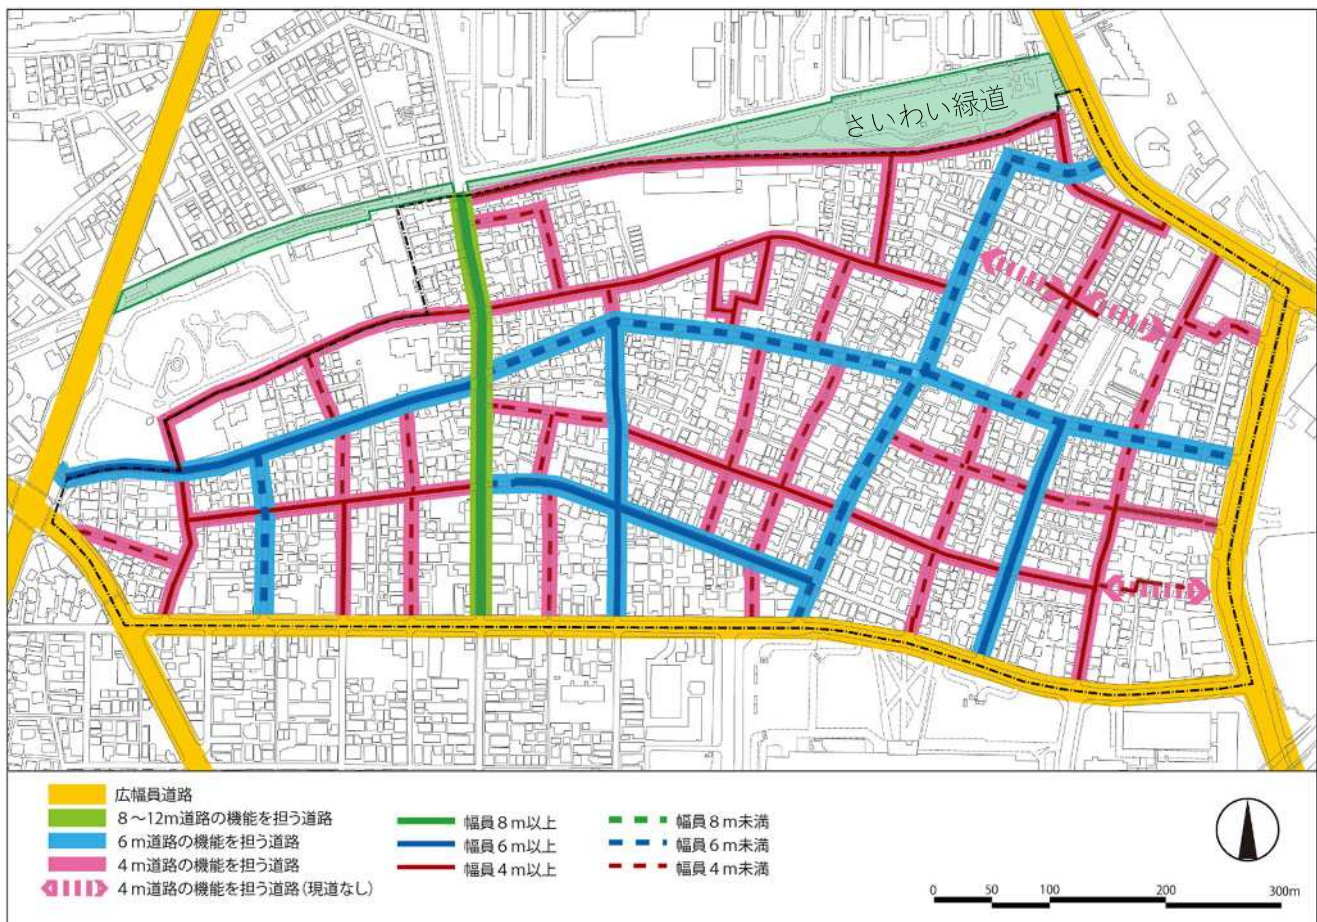 さいわい緑道
広幅員道路
8〜12m道路の機能を担う道路
6m道路の機能を担う道路
4m道路の機能を担う道路
4m道路の機能を担う道路(現道なし)
幅員8m以上
幅員6m以上
幅員4m以上
幅員8m未満
幅員6m未満
幅員4m未満
0 50 100 200 300m